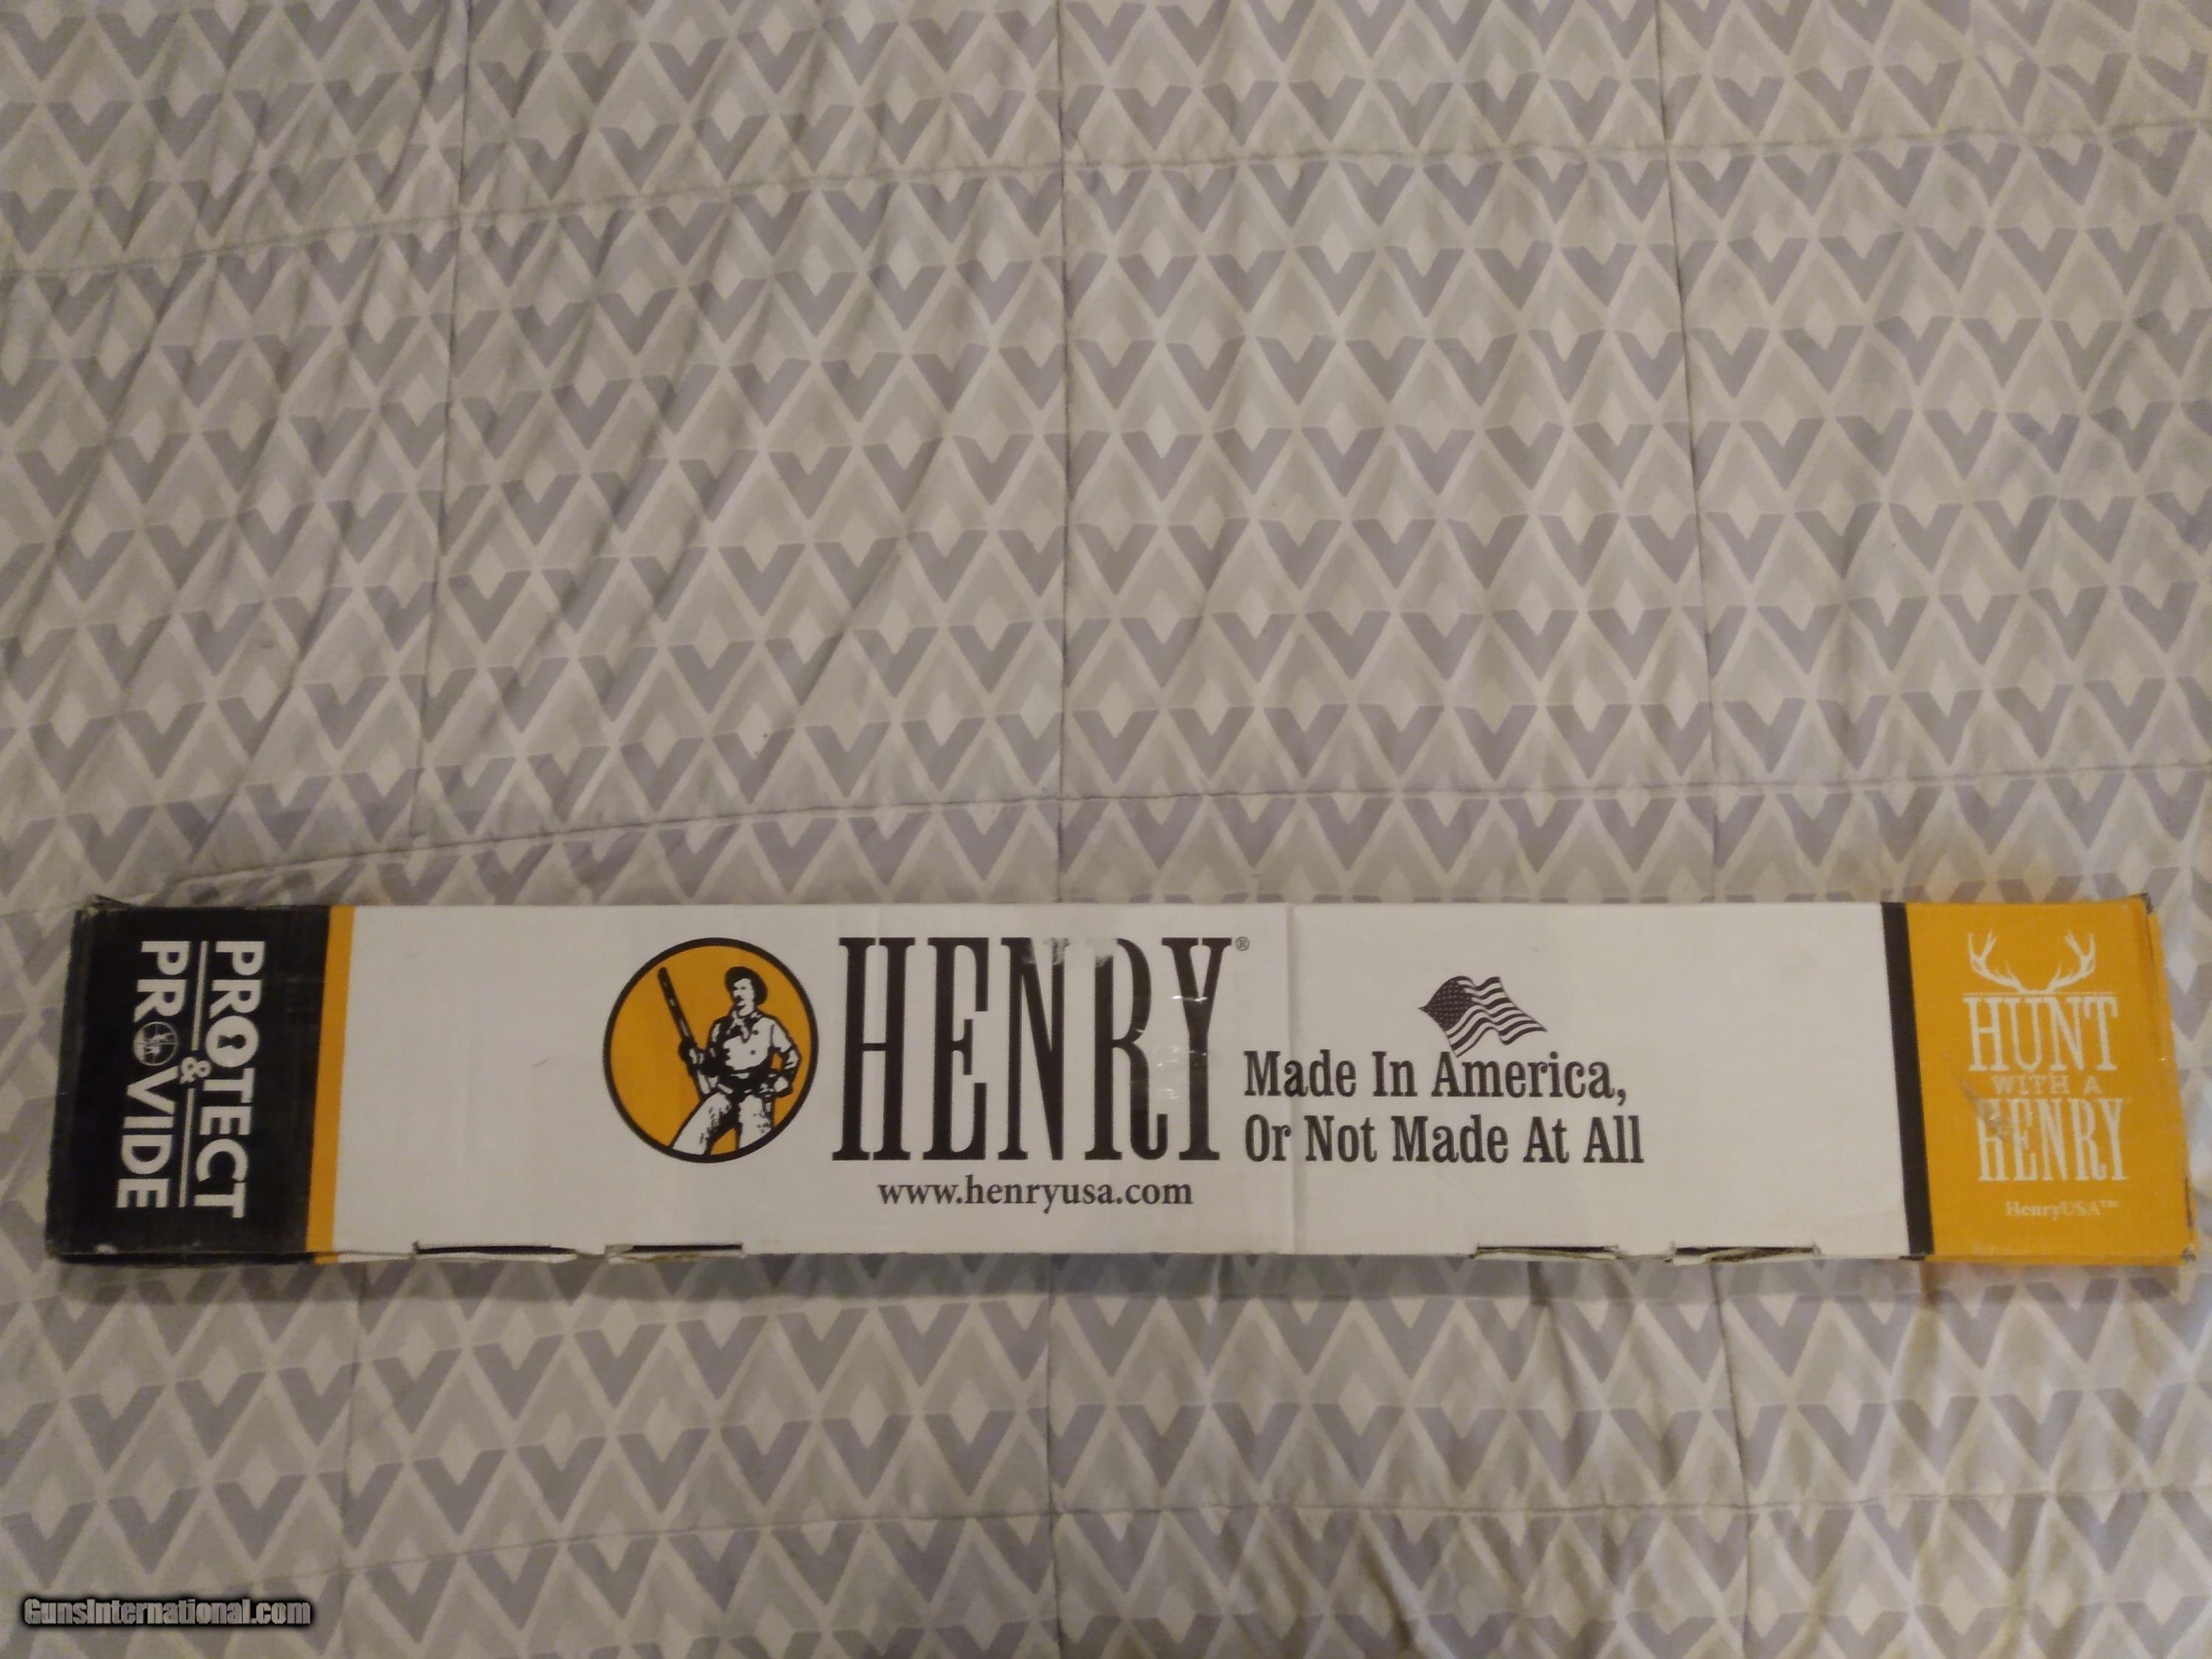 PROTECT
&
PROVIDE
HENRY®
www.henryusa.com
Made In America,
Or Not Made At All
HUNT
WITH A
HENRY
HenryUSA™
GunsInternational.com